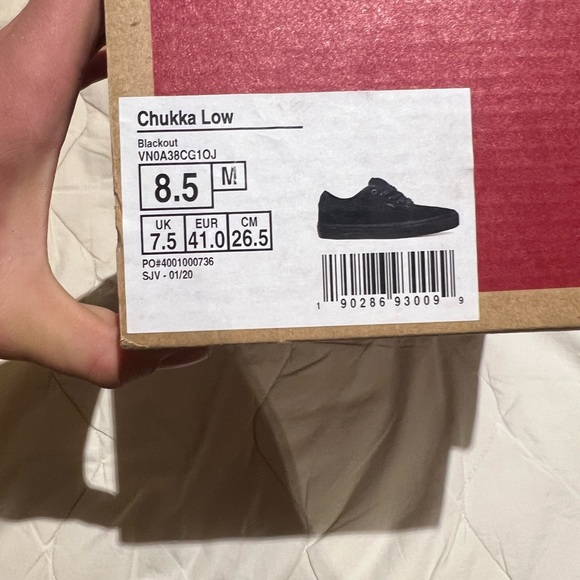 Chukka Low
Blackout
VN0A38CG1OJ
8.5 M
UK EUR CM
7.5 41.0 26.5
PO#4001000736
SJV - 01/20
1 90286 93009 9